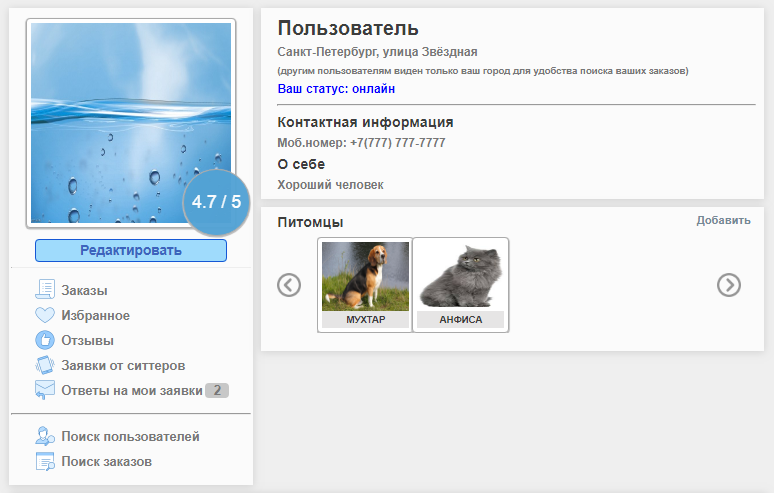 4.7 / 5
Редактировать
Заказы
Избранное
Отзывы
Заявки от ситтеров
Ответы на мои заявки 2
Поиск пользователей
Поиск заказов
Пользователь
Санкт-Петербург, улица Звёздная
(другим пользователям виден только ваш город для удобства поиска ваших заказов)
Ваш статус: онлайн
Контактная информация
Моб.номер: +7(777) 777-7777
О себе
Хороший человек
Питомцы
Добавить
МУХТАР
АНФИСА